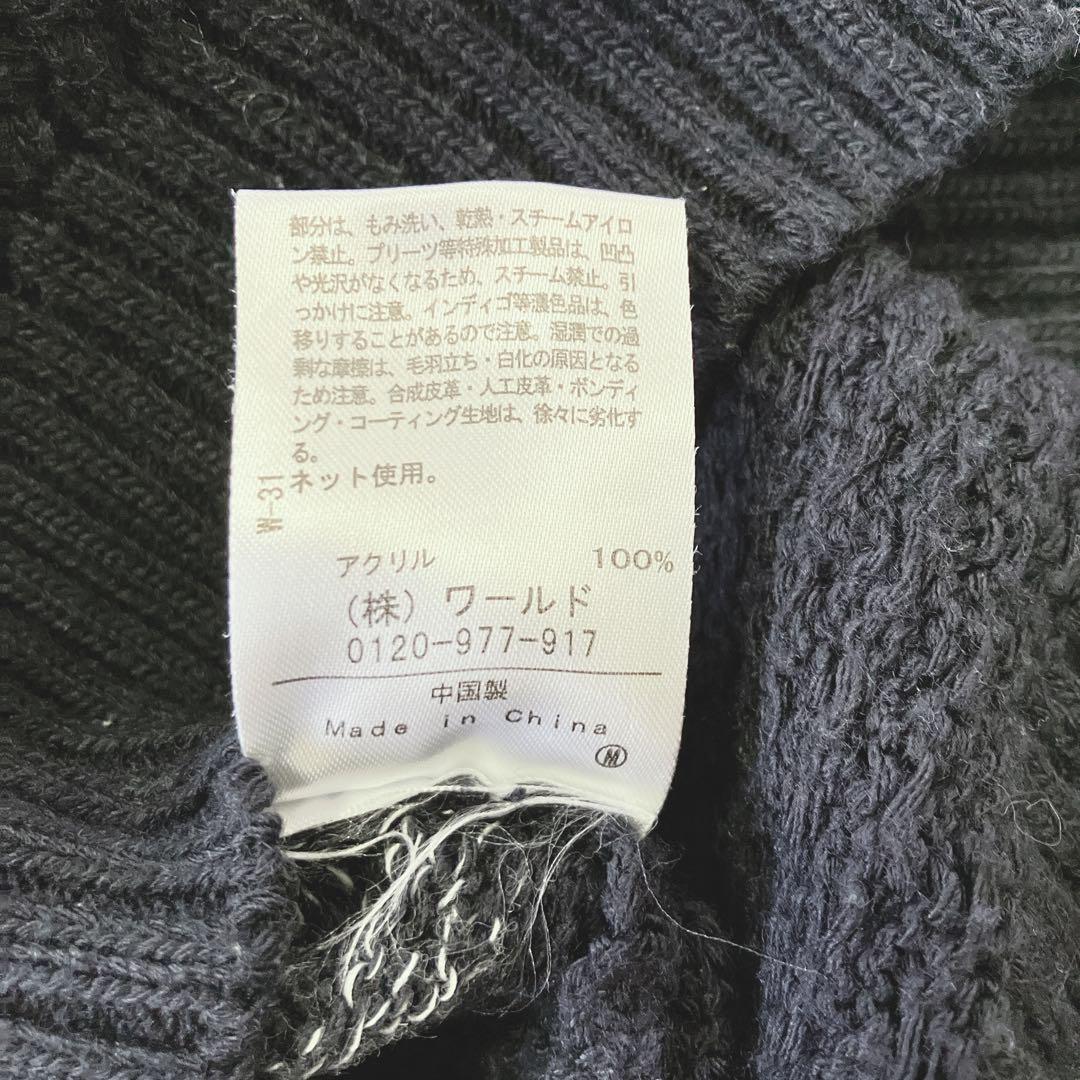 部分は、もみ洗い、乾熱・スチームアイロ
ン禁止。プリーツ等特殊加工製品は、凹凸
や光沢がなくなるため、スチーム禁止。引
っかけに注意。インディゴ等濃色品は、色
移りすることがあるので注意。湿潤での過
剰な摩擦は、毛羽立ち・白化の原因となる
ため注意。合成皮革・人工皮革・ボンディ
ング・コーティング生地は、徐々に劣化す
る。
ネット使用。
W-31
アクリル 100%
(株) ワールド
0120-977-917
中国製
Made in China
M